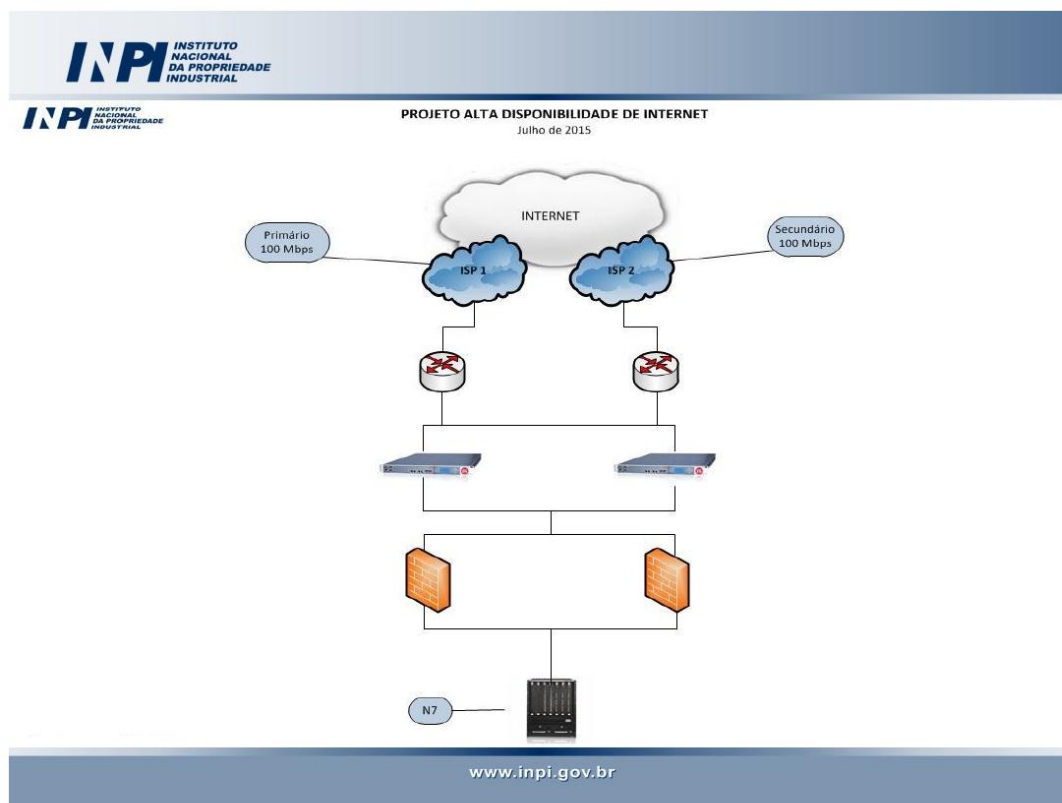 INPI
INSTITUTO
NACIONAL
DA PROPRIEDADE
INDUSTRIAL
INPI
INSTITUTO
NACIONAL
DA PROPRIEDADE
INDUSTRIAL
PROJETO ALTA DISPONIBILIDADE DE INTERNET
Julho de 2015
INTERNET
Primário
100 Mbps
Secundário
100 Mbps
ISP 1
ISP 2
N7
www.inpi.gov.br